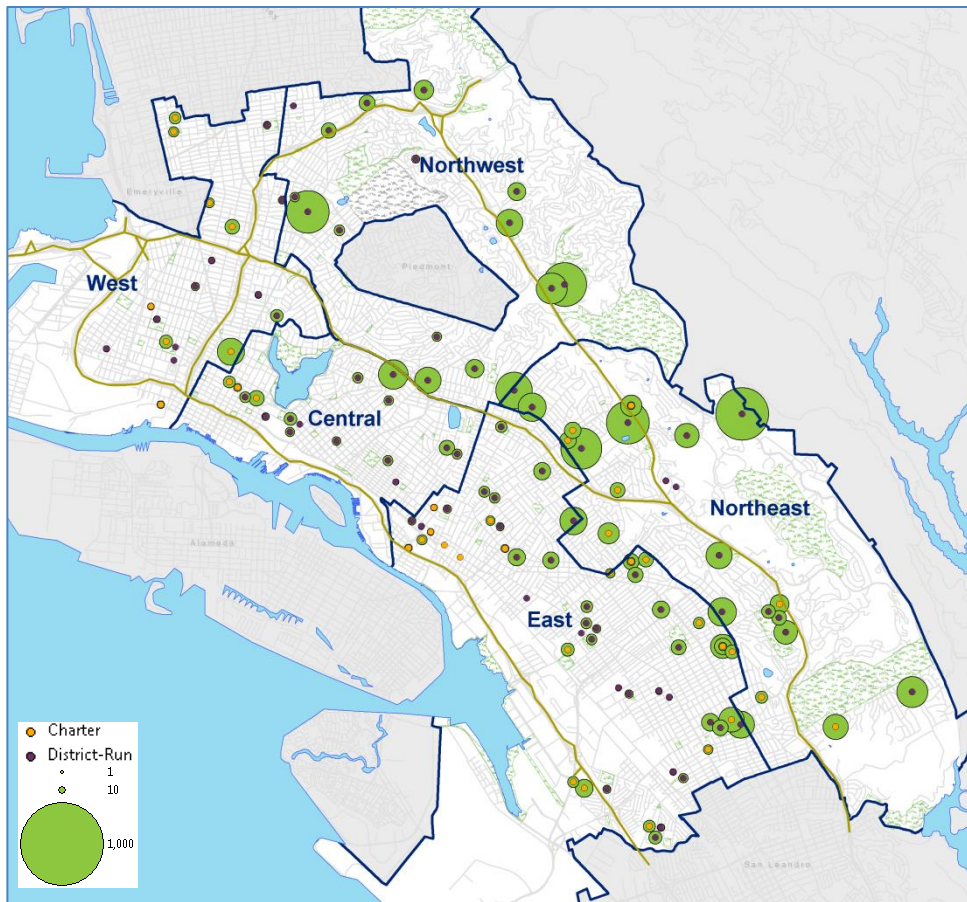 Northwest
Emeryville
Piedmont
West
Central
Northeast
Alameda
East
Charter
District-Run
1
10
1,000
San Leandro